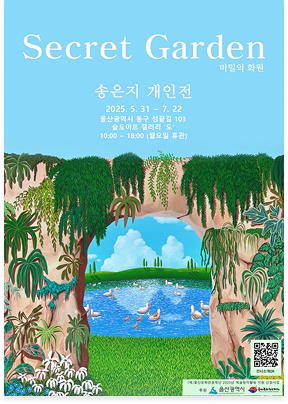 Secret Garden
비밀의 화원
송은지 개인전
2025. 5. 31 ~ 7. 22
울산광역시 동구 성끝길 103
슬도아트 갤러리 '도'
10:00 ~ 18:00 (월요일 휴관)
후원
울산광역시